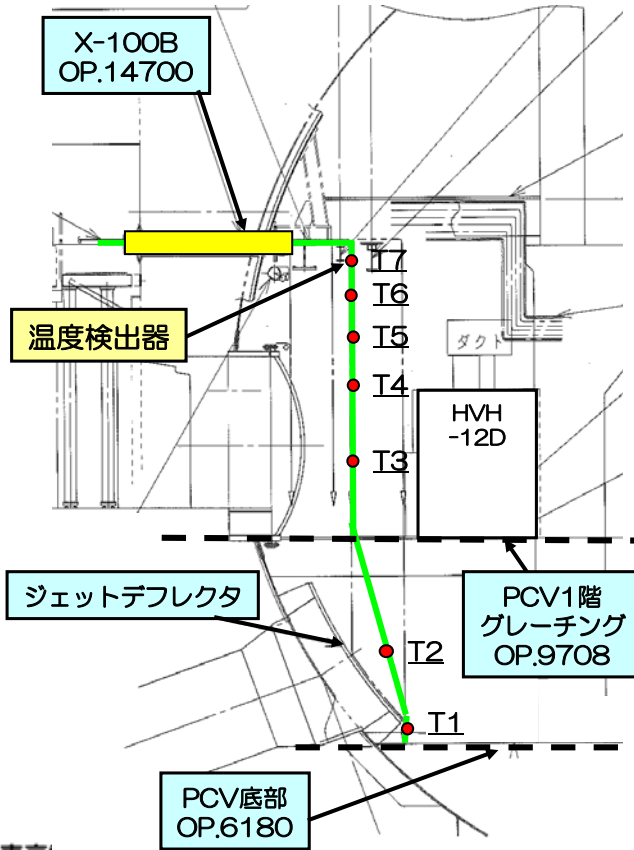 X-100B
OP.14700
T7
T6
温度検出器
T5
ダクト
T4
HVH
-12D
T3
ジェットデフレクタ
PCV1階
グレーチング
OP.9708
T2
T1
PCV底部
OP.6180